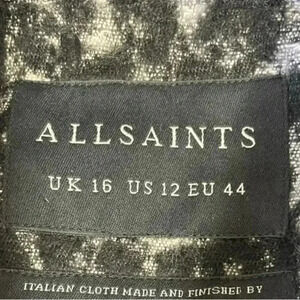 ALLSAINTS
UK 16 US 12 EU 44
ITALIAN CLOTH MADE AND FINISHED BY